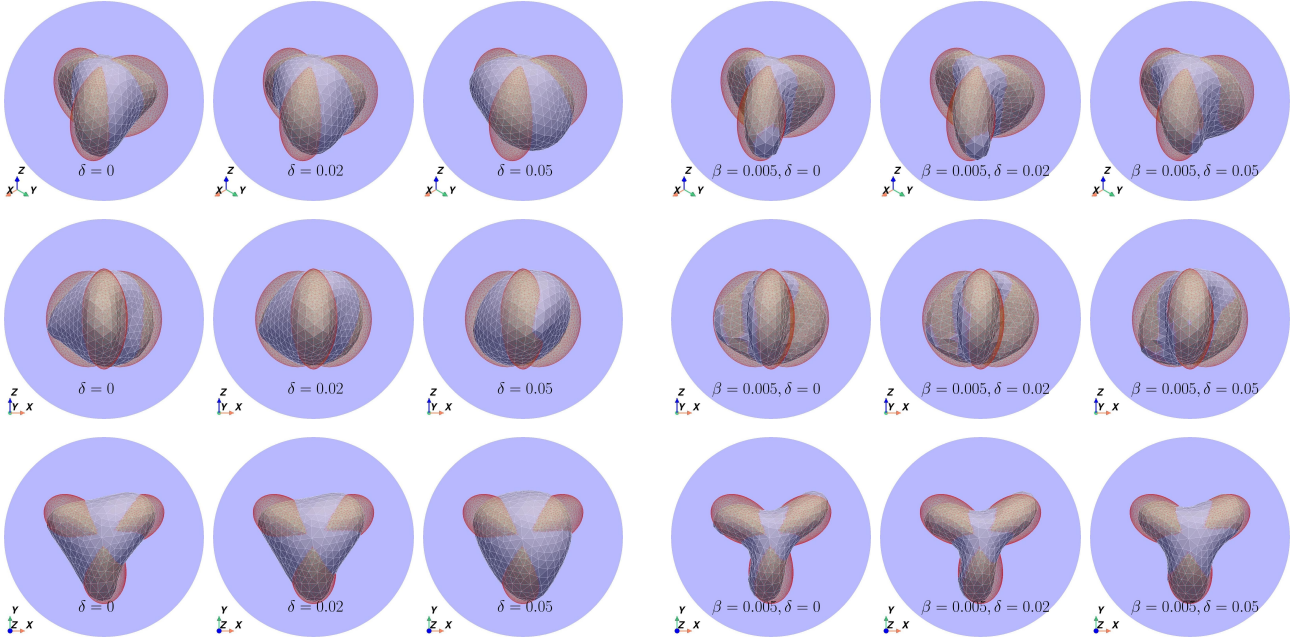 δ = 0
δ = 0.02
δ = 0.05
β = 0.005, δ = 0
β = 0.005, δ = 0.02
β = 0.005, δ = 0.05
Z
X Y
Z
X Y
Z
X Y
Z
X Y
Z
X Y
Z
X Y
δ = 0
δ = 0.02
δ = 0.05
β = 0.005, δ = 0
β = 0.005, δ = 0.02
β = 0.005, δ = 0.05
Z
Y X
Z
Y X
Z
Y X
Z
Y X
Z
Y X
Z
Y X
δ = 0
δ = 0.02
δ = 0.05
β = 0.005, δ = 0
β = 0.005, δ = 0.02
β = 0.005, δ = 0.05
Y
Z X
Y
Z X
Y
Z X
Y
Z X
Y
Z X
Y
Z X